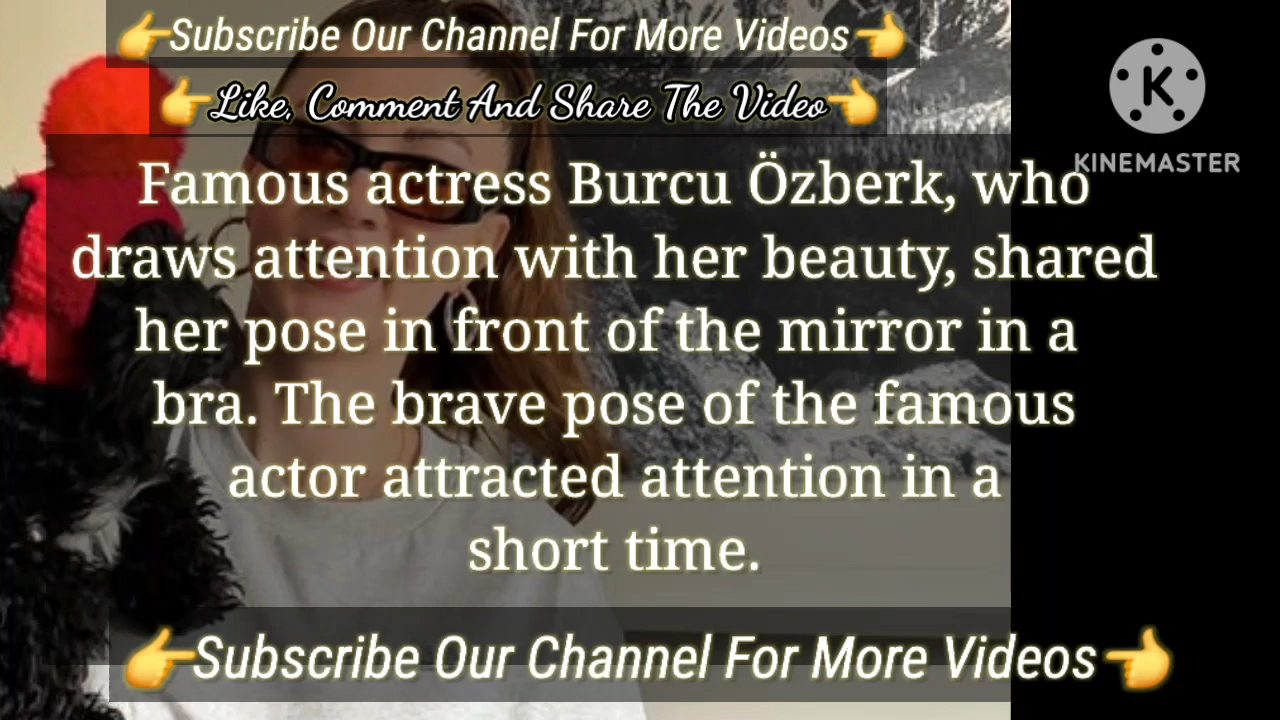 👉Subscribe Our Channel For More Videos👈
👉Like, Comment And Share The Video👈
KINEMASTER
Famous actress Burcu Özberk, who
draws attention with her beauty, shared
her pose in front of the mirror in a
bra. The brave pose of the famous
actor attracted attention in a
short time.
👉Subscribe Our Channel For More Videos👈